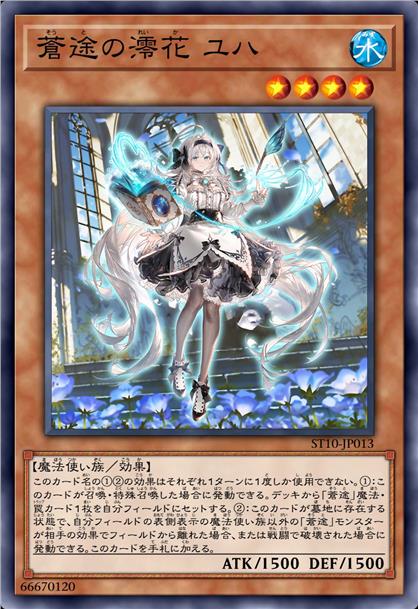 蒼途の澪花 ユハ
水
ST10-JP013
【魔法使い族／効果】
このカード名の①②の効果はそれぞれ1ターンに1度しか使用できない。①:こ
のカードが召喚・特殊召喚した場合に発動できる。デッキから「蒼途」魔法・
罠カード1枚を自分フィールドにセットする。②:このカードが墓地に存在する
状態で、自分フィールドの表側表示の魔法使い族以外の「蒼途」モンスター
が相手の効果でフィールドから離れた場合、または戦闘で破壊された場合に
発動できる。このカードを手札に加える。
ATK/1500 DEF/1500
66670120